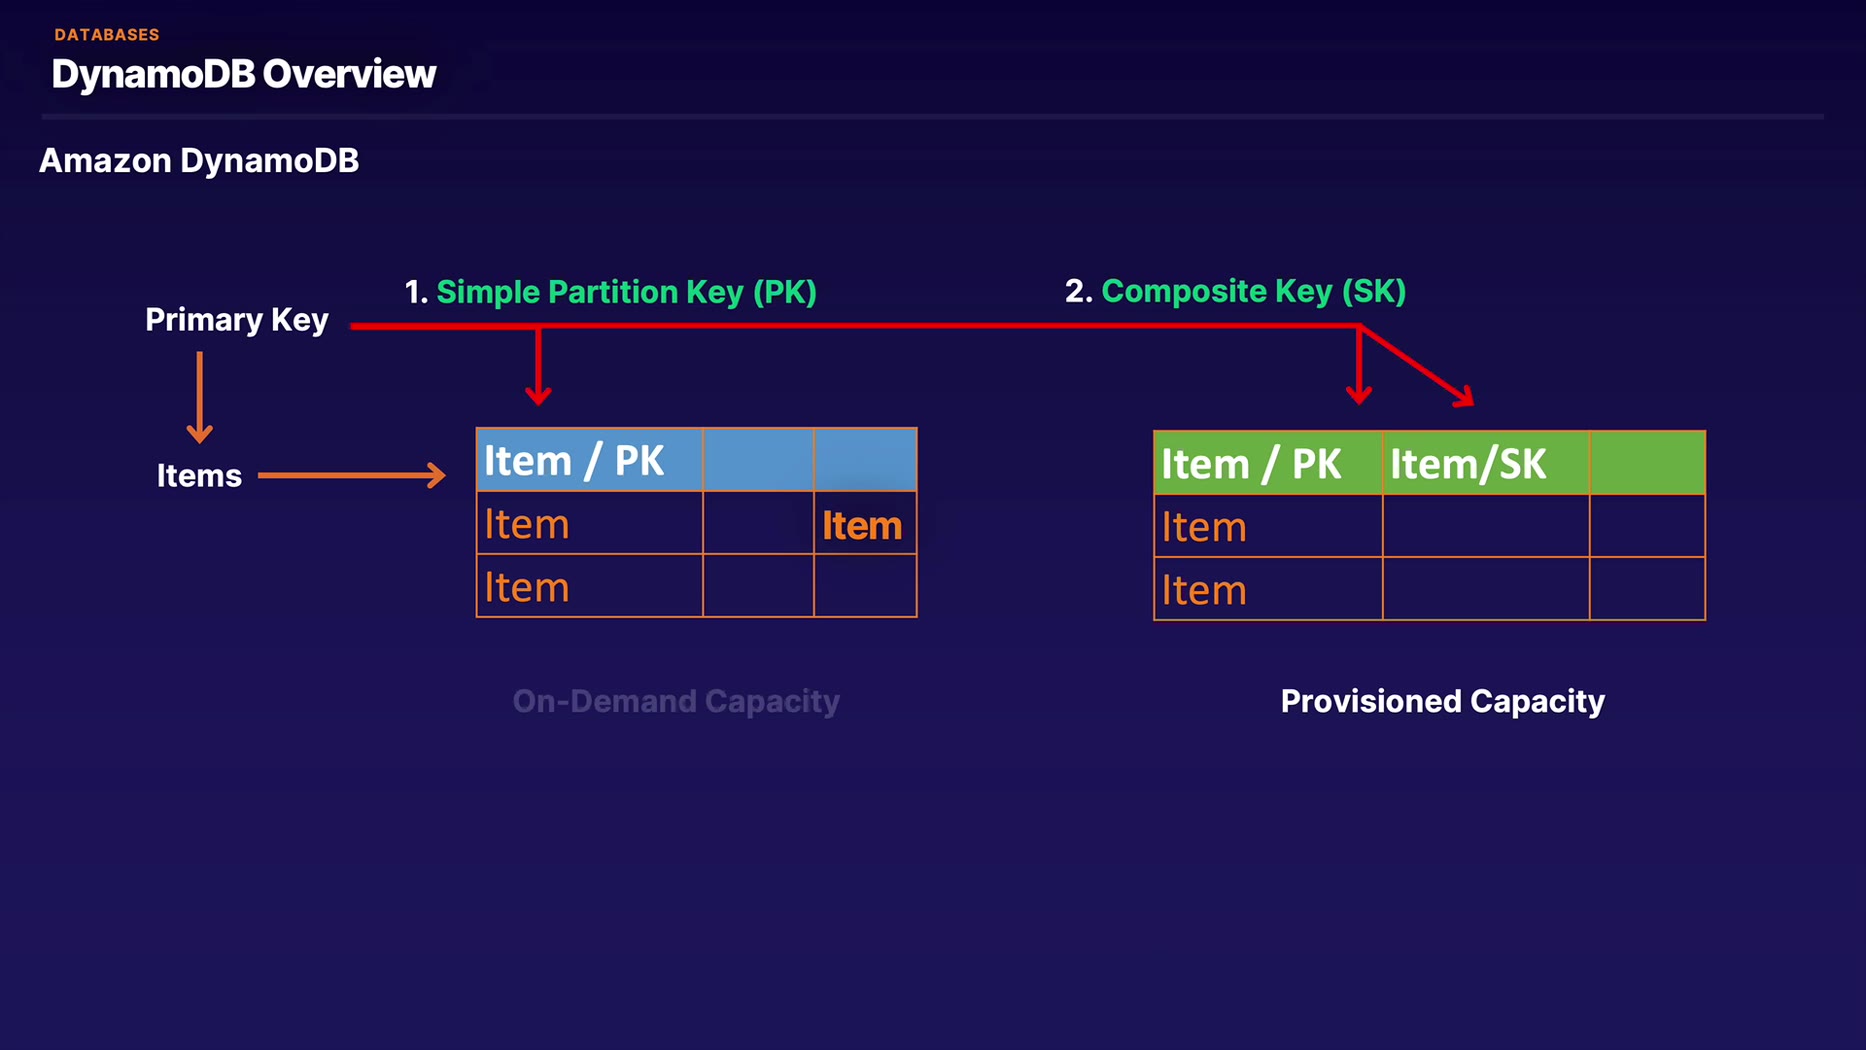 DATABASES
DynamoDB Overview
Amazon DynamoDB
1. Simple Partition Key (PK)
2. Composite Key (SK)
Primary Key
Items
Item / PK
Item
Item
Item
Item / PK
Item/SK
Item
Item
On-Demand Capacity
Provisioned Capacity